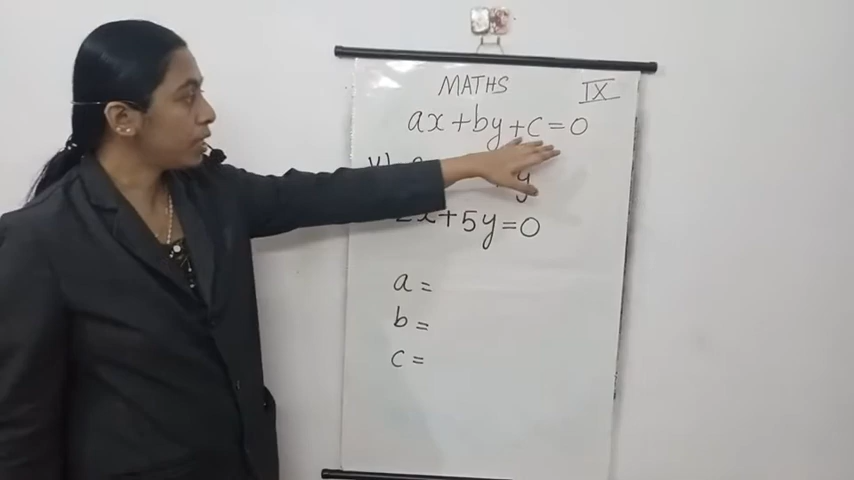 MATHS
IX
ax+by+c=0
v)
y
2x+5y=0
a =
b =
c =